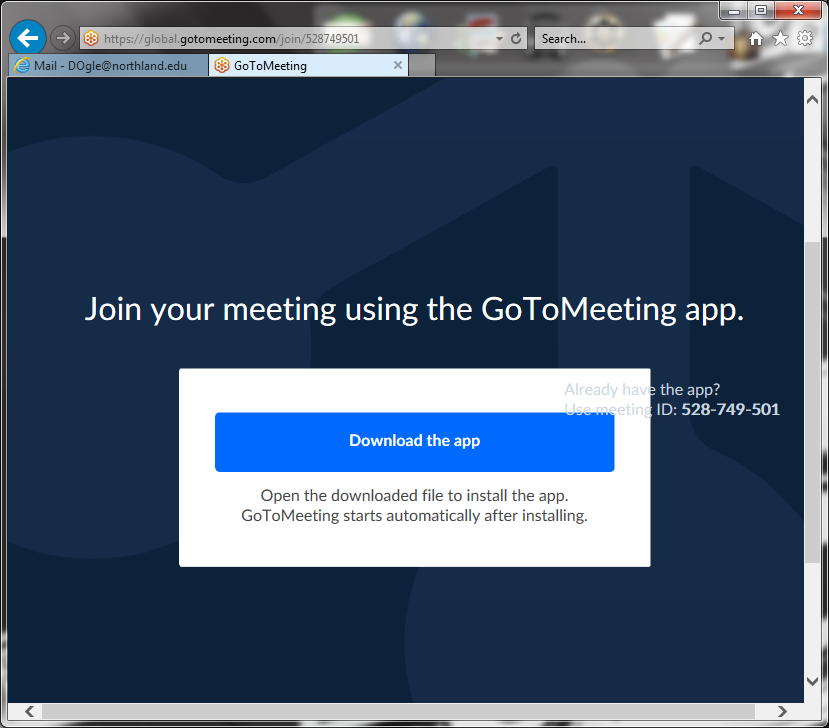 https://global.gotomeeting.com/join/528749501
Search...
Mail - DOgle@northland.edu
GoToMeeting
Join your meeting using the GoToMeeting app.
Already have the app?
Use meeting ID: 528-749-501
Download the app
Open the downloaded file to install the app.
GoToMeeting starts automatically after installing.